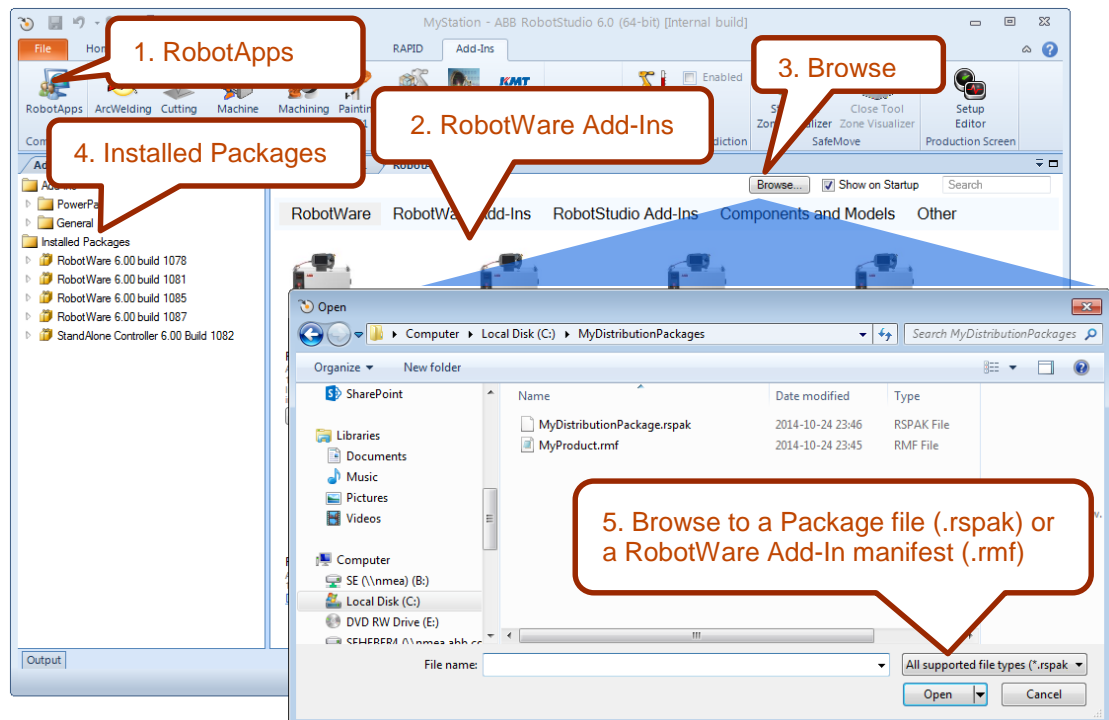 MyStation - ABB RobotStudio 6.0 (64-bit) [Internal build]
File
RAPID
Add-Ins
1. RobotApps
2. RobotWare Add-Ins
3. Browse
4. Installed Packages
KMT
Enabled
RobotApps
ArcWelding
Cutting
Machine
Machining
Close Tool
Zone Visualizer
Setup
Editor
SafeMove
Production Screen
Browse...
Show on Startup
Search
General
Installed Packages
RobotWare 6.00 build 1078
RobotWare 6.00 build 1081
RobotWare 6.00 build 1085
RobotWare 6.00 build 1087
StandAlone Controller 6.00 Build 1082
RobotWare
Add-Ins
RobotStudio Add-Ins
Components and Models
Other
Open
Computer
Local Disk (C:)
MyDistributionPackages
Search MyDistributionPackages
Organize
New folder
SharePoint
Libraries
Documents
Music
Pictures
Videos
Computer
SE (\\nmea) (B:)
Local Disk (C:)
DVD RW Drive (E:)
Name
Date modified
Type
MyDistributionPackage.rspak
2014-10-24 23:46
RSPAK File
MyProduct.rmf
2014-10-24 23:45
RMF File
5. Browse to a Package file (.rspak) or
a RobotWare Add-In manifest (.rmf)
File name:
All supported file types (*.rspak
Open
Cancel
Output